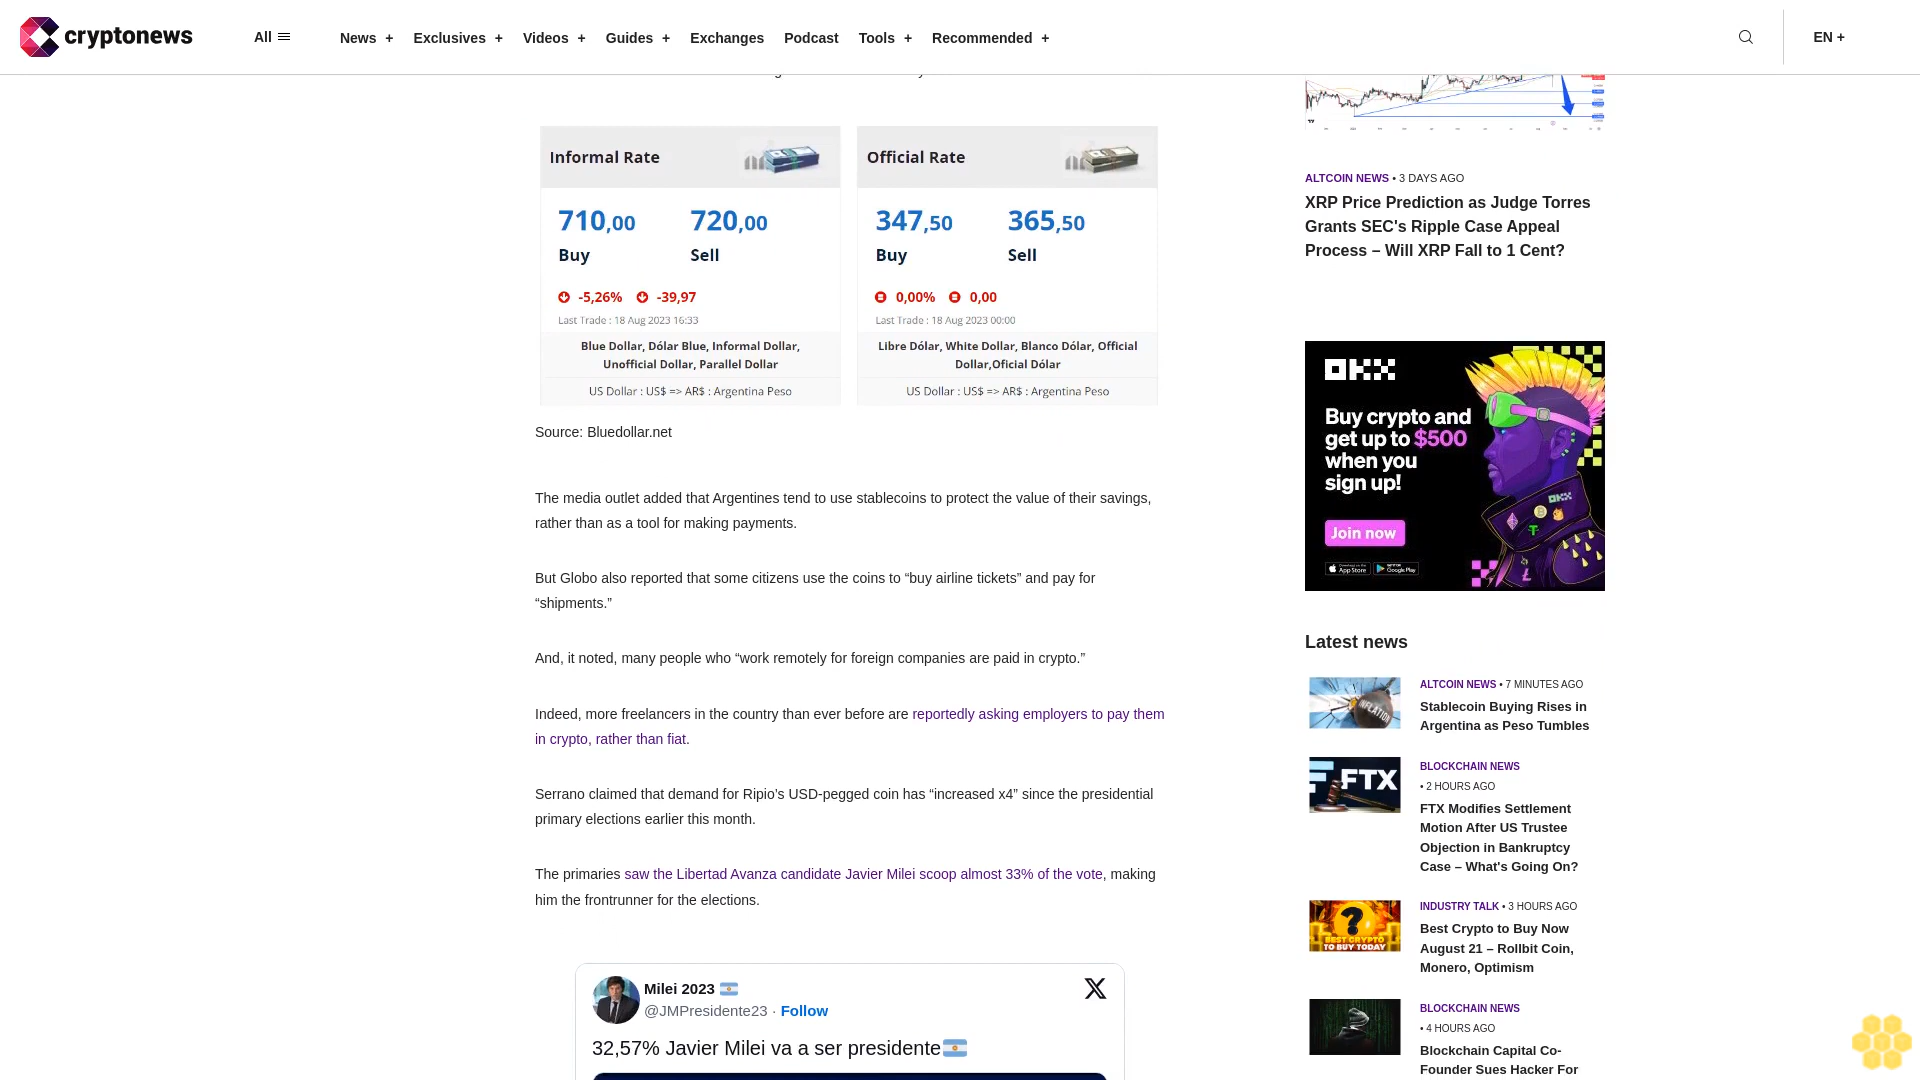 cryptonews
All
News +
Exclusives +
Videos +
Guides +
Exchanges
Podcast
Tools +
Recommended +
EN +
Informal Rate
710,00
720,00
Buy
Sell
-5,26%
-39,97
Last Trade : 18 Aug 2023 16:33
Blue Dollar, Dólar Blue, Informal Dollar,
Unofficial Dollar, Parallel Dollar
US Dollar : US$ => AR$ : Argentina Peso
Official Rate
347,50
365,50
Buy
Sell
0,00%
0,00
Last Trade : 18 Aug 2023 00:00
Libre Dólar, White Dollar, Blanco Dólar, Official
Dollar,Oficial Dólar
US Dollar : US$ => AR$ : Argentina Peso
Source: Bluedollar.net
The media outlet added that Argentines tend to use stablecoins to protect the value of their savings,
rather than as a tool for making payments.
But Globo also reported that some citizens use the coins to “buy airline tickets” and pay for
“shipments.”
And, it noted, many people who “work remotely for foreign companies are paid in crypto.”
Indeed, more freelancers in the country than ever before are reportedly asking employers to pay them
in crypto, rather than fiat.
Serrano claimed that demand for Ripio’s USD-pegged coin has “increased x4” since the presidential
primary elections earlier this month.
The primaries saw the Libertad Avanza candidate Javier Milei scoop almost 33% of the vote, making
him the frontrunner for the elections.
Milei 2023
@JMPresidente23 · Follow
32,57% Javier Milei va a ser presidente
ALTCOIN NEWS • 3 DAYS AGO
XRP Price Prediction as Judge Torres
Grants SEC's Ripple Case Appeal
Process – Will XRP Fall to 1 Cent?
OKX
Buy crypto and
get up to $500
when you
sign up!
OKX
Join now
App Store
Google Play
Latest news
INFLATION
ALTCOIN NEWS • 7 MINUTES AGO
Stablecoin Buying Rises in
Argentina as Peso Tumbles
FTX
BLOCKCHAIN NEWS
• 2 HOURS AGO
FTX Modifies Settlement
Motion After US Trustee
Objection in Bankruptcy
Case – What's Going On?
BEST CRYPTO
TO BUY TODAY
INDUSTRY TALK • 3 HOURS AGO
Best Crypto to Buy Now
August 21 – Rollbit Coin,
Monero, Optimism
BLOCKCHAIN NEWS
• 4 HOURS AGO
Blockchain Capital Co-
Founder Sues Hacker For